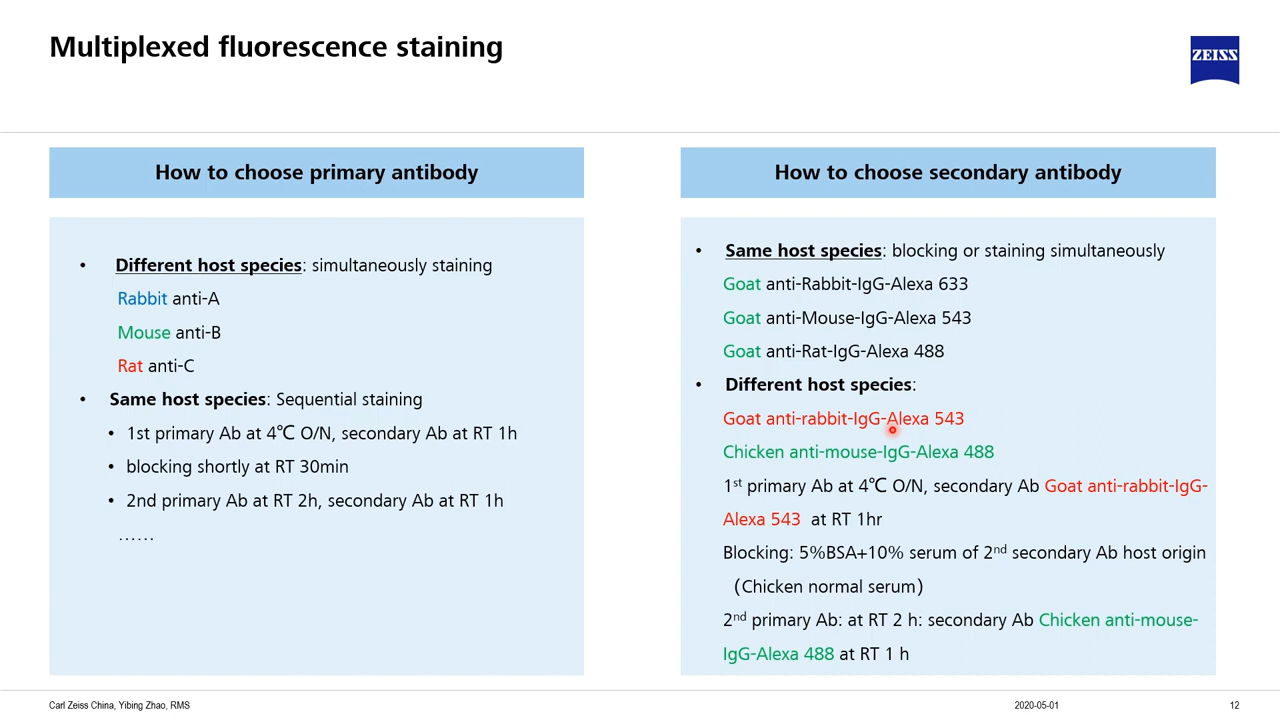 Multiplexed fluorescence staining
ZEISS
How to choose primary antibody
• Different host species: simultaneously staining
Rabbit anti-A
Mouse anti-B
Rat anti-C
• Same host species: Sequential staining
• 1st primary Ab at 4℃ O/N, secondary Ab at RT 1h
• blocking shortly at RT 30min
• 2nd primary Ab at RT 2h, secondary Ab at RT 1h
……
How to choose secondary antibody
• Same host species: blocking or staining simultaneously
Goat anti-Rabbit-IgG-Alexa 633
Goat anti-Mouse-IgG-Alexa 543
Goat anti-Rat-IgG-Alexa 488
• Different host species:
Goat anti-rabbit-IgG-Alexa 543
Chicken anti-mouse-IgG-Alexa 488
1st primary Ab at 4℃ O/N, secondary Ab Goat anti-rabbit-IgG-
Alexa 543 at RT 1hr
Blocking: 5%BSA+10% serum of 2nd secondary Ab host origin
（Chicken normal serum）
2nd primary Ab: at RT 2 h: secondary Ab Chicken anti-mouse-
IgG-Alexa 488 at RT 1 h
Carl Zeiss China, Yibing Zhao, RMS
2020-05-01
12